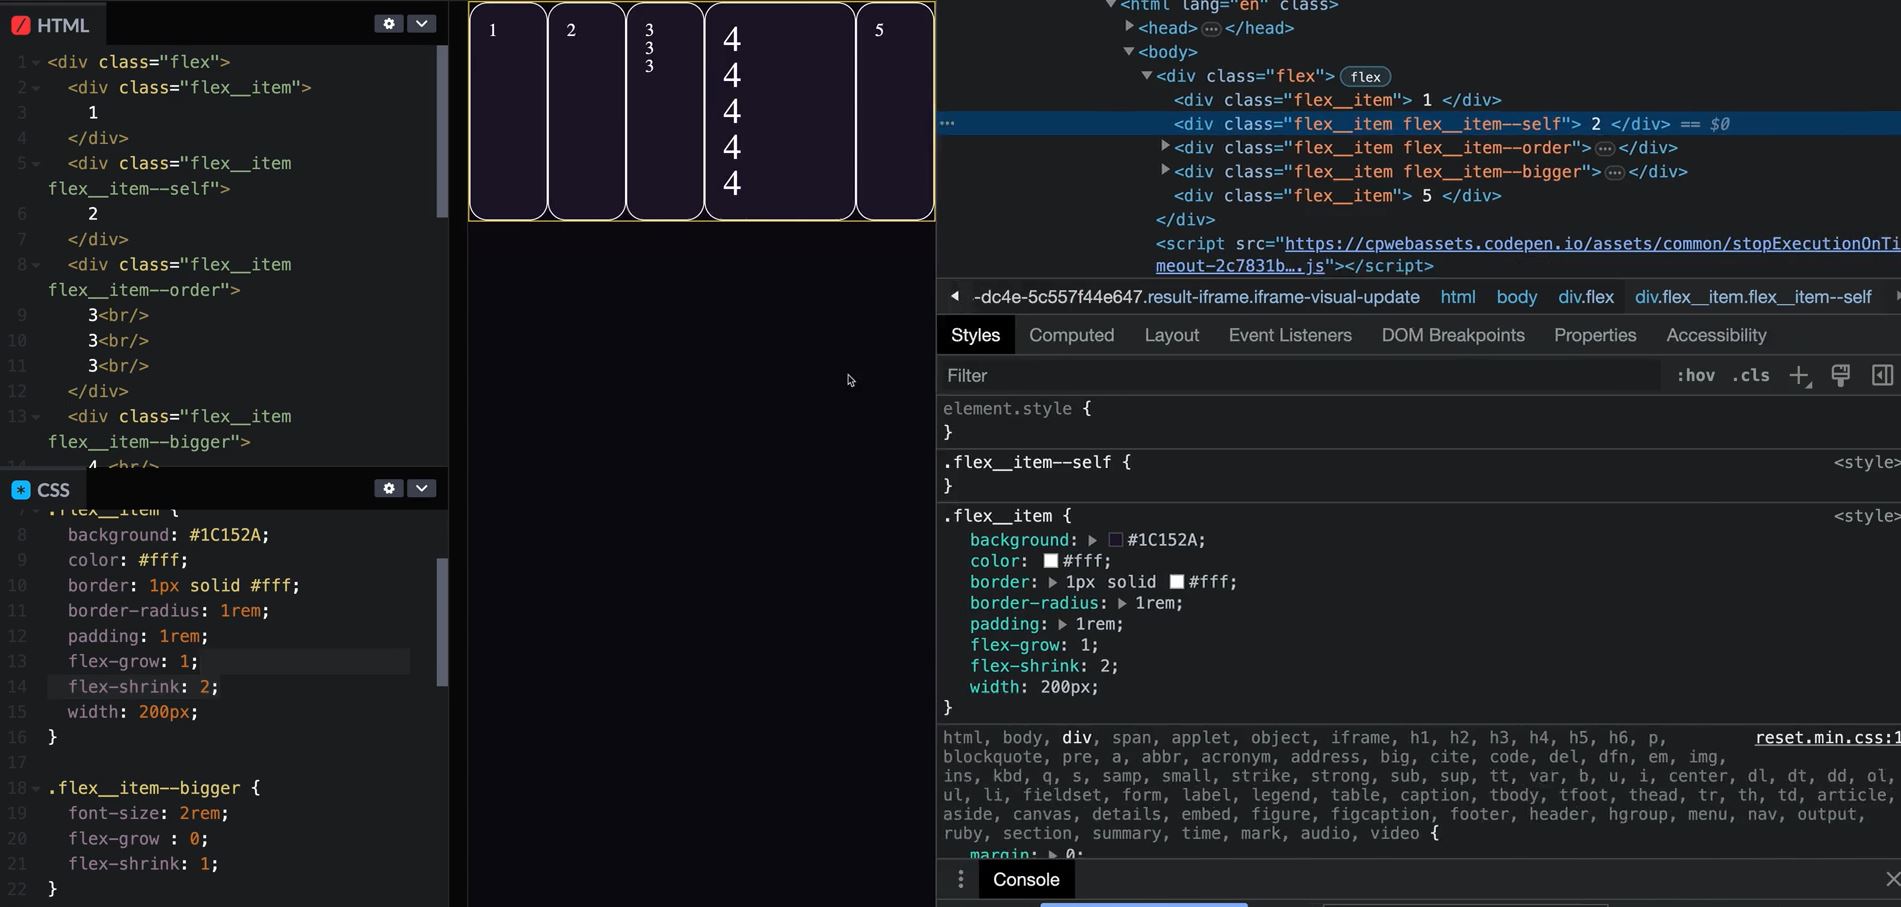 HTML
1 <div class="flex">
2 <div class="flex__item">
3 1
4 </div>
5 <div class="flex__item
flex__item--self">
6 2
7 </div>
8 <div class="flex__item
flex__item--order">
9 3<br/>
10 3<br/>
11 3<br/>
12 </div>
13 <div class="flex__item
flex__item--bigger">
14 4 <br/>
CSS
7 .flex__item {
8 background: #1C152A;
9 color: #fff;
10 border: 1px solid #fff;
11 border-radius: 1rem;
12 padding: 1rem;
13 flex-grow: 1;
14 flex-shrink: 2;
15 width: 200px;
16 }
17
18 .flex__item--bigger {
19 font-size: 2rem;
20 flex-grow : 0;
21 flex-shrink: 1;
22 }
1
2
3
3
3
4
4
4
4
4
5
<html lang="en" class>
<head> … </head>
<body>
<div class="flex"> flex
<div class="flex__item"> 1 </div>
… <div class="flex__item flex__item--self"> 2 </div> == $0
<div class="flex__item flex__item--order"> … </div>
<div class="flex__item flex__item--bigger"> … </div>
<div class="flex__item"> 5 </div>
</div>
<script src="https://cpwebassets.codepen.io/assets/common/stopExecutionOnTi
meout-2c7831b….js"></script>
-dc4e-5c557f44e647.result-iframe.iframe-visual-update html body div.flex div.flex__item.flex__item--self
Styles Computed Layout Event Listeners DOM Breakpoints Properties Accessibility
Filter :hov .cls
element.style {
}
.flex__item--self { <style>
}
.flex__item { <style>
background: #1C152A;
color: #fff;
border: 1px solid #fff;
border-radius: 1rem;
padding: 1rem;
flex-grow: 1;
flex-shrink: 2;
width: 200px;
}
html, body, div, span, applet, object, iframe, h1, h2, h3, h4, h5, h6, p, reset.min.css:1
blockquote, pre, a, abbr, acronym, address, big, cite, code, del, dfn, em, img,
ins, kbd, q, s, samp, small, strike, strong, sub, sup, tt, var, b, u, i, center, dl, dt, dd, ol,
ul, li, fieldset, form, label, legend, table, caption, tbody, tfoot, thead, tr, th, td, article,
aside, canvas, details, embed, figure, figcaption, footer, header, hgroup, menu, nav, output,
ruby, section, summary, time, mark, audio, video {
margin: 0;
Console